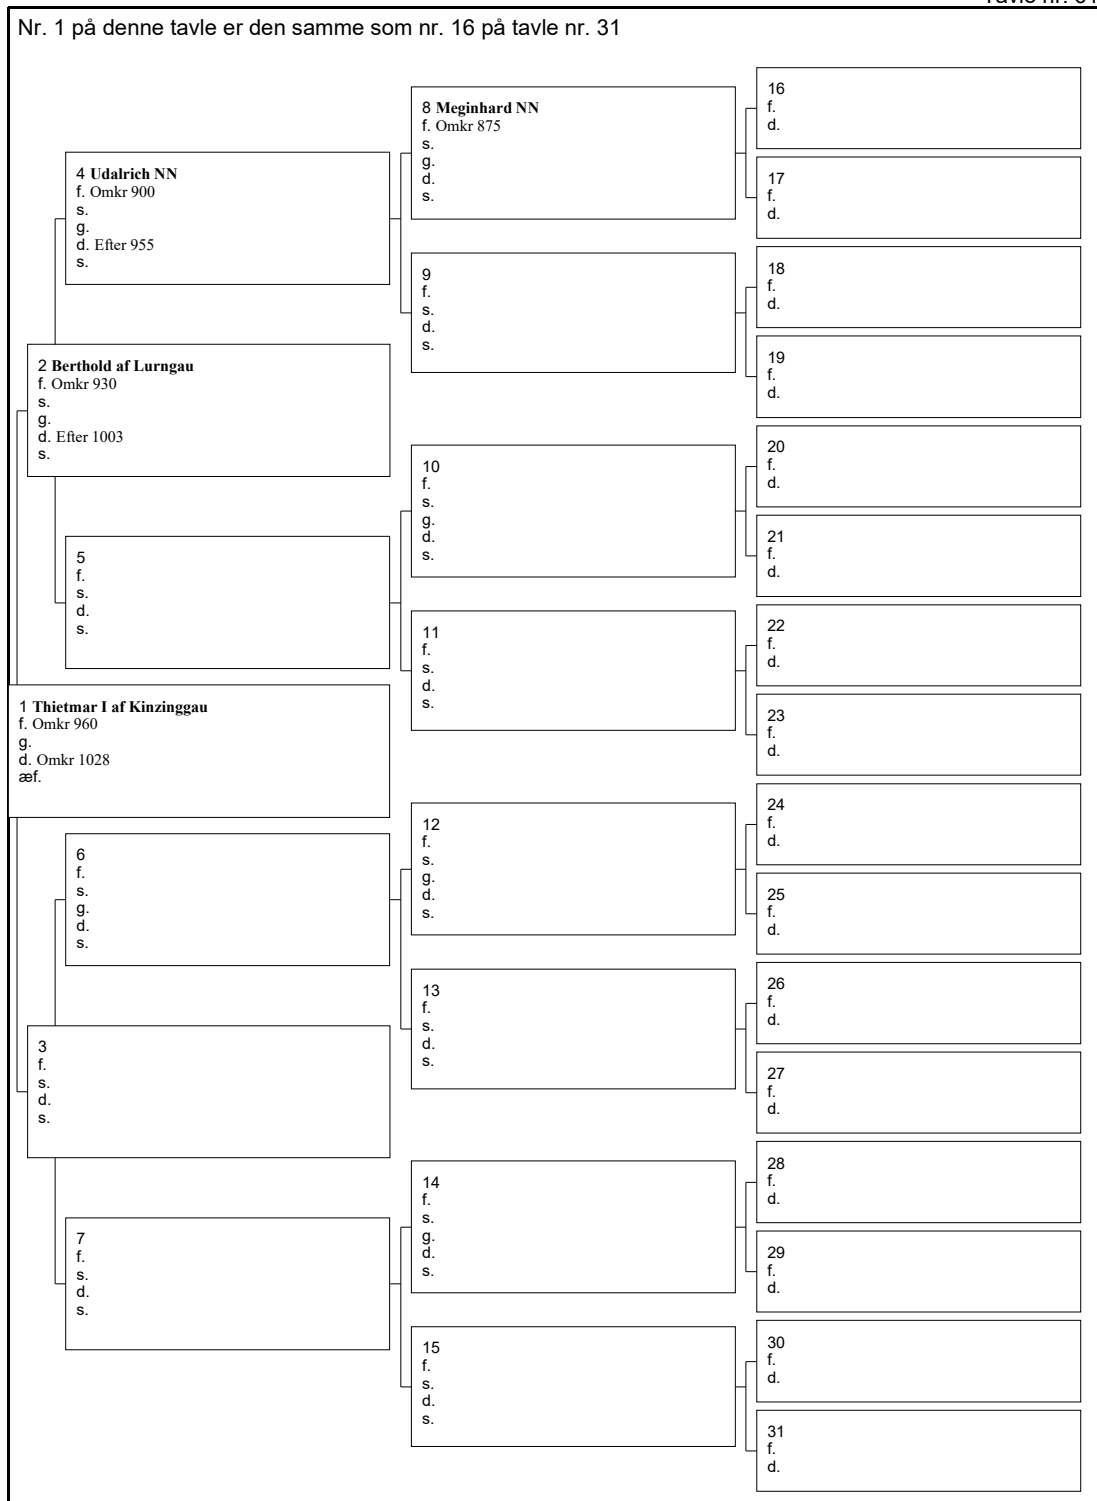 Nr. 1 på denne tavle er den samme som nr. 16 på tavle nr. 31
1 Thietmar I af Kinzinggau
f. Omkr 960
g.
d. Omkr 1028
æf.
2 Berthold af Lurngau
f. Omkr 930
s.
g.
d. Efter 1003
s.
3
f.
s.
d.
s.
4 Udalrich NN
f. Omkr 900
s.
g.
d. Efter 955
s.
5
f.
s.
d.
s.
6
f.
s.
g.
d.
s.
7
f.
s.
d.
s.
8 Meginhard NN
f. Omkr 875
s.
g.
d.
s.
9
f.
s.
d.
s.
10
f.
s.
g.
d.
s.
11
f.
s.
d.
s.
12
f.
s.
g.
d.
s.
13
f.
s.
d.
s.
14
f.
s.
g.
d.
s.
15
f.
s.
d.
s.
16
f.
d.
17
f.
d.
18
f.
d.
19
f.
d.
20
f.
d.
21
f.
d.
22
f.
d.
23
f.
d.
24
f.
d.
25
f.
d.
26
f.
d.
27
f.
d.
28
f.
d.
29
f.
d.
30
f.
d.
31
f.
d.